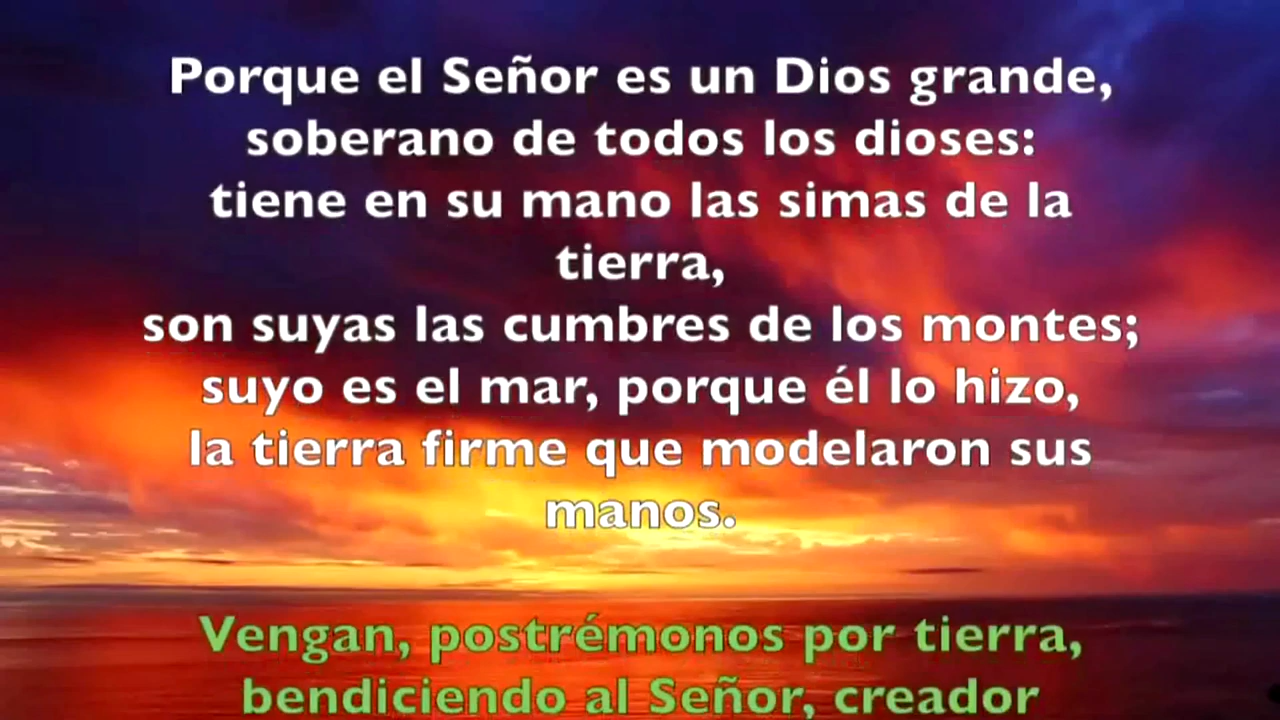 Porque el Señor es un Dios grande,
soberano de todos los dioses:
tiene en su mano las simas de la
tierra,
son suyas las cumbres de los montes;
suyo es el mar, porque él lo hizo,
la tierra firme que modelaron sus
manos.
Vengan, postrémonos por tierra,
bendiciendo al Señor, creador